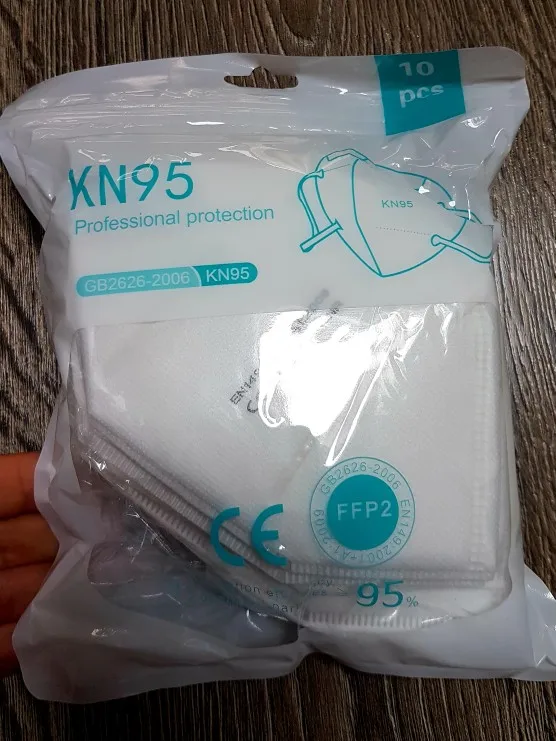 10
pcs
KN95
Professional protection
KN95
GB2626-2006 KN95
GB2626-2006
FFP2
CE
95%